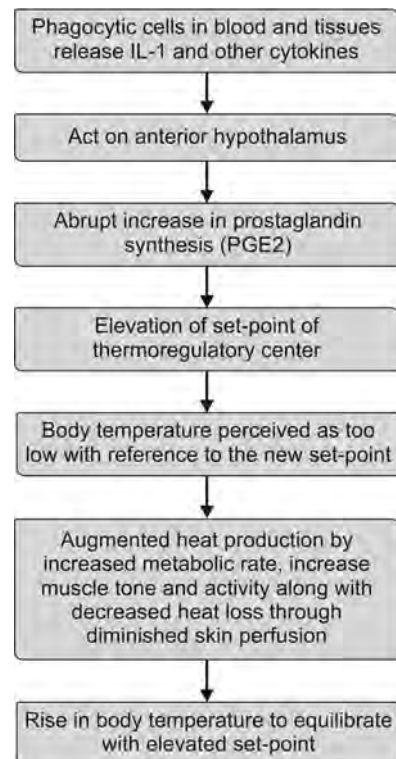 Phagocytic cells in blood and tissues
release IL-1 and other cytokines
Act on anterior hypothalamus
Abrupt increase in prostaglandin
synthesis (PGE2)
Elevation of set-point of
thermoregulatory center
Body temperature perceived as too
low with reference to the new set-point
Augmented heat production by
increased metabolic rate, increase
muscle tone and activity along with
decreased heat loss through
diminished skin perfusion
Rise in body temperature to equilibrate
with elevated set-point